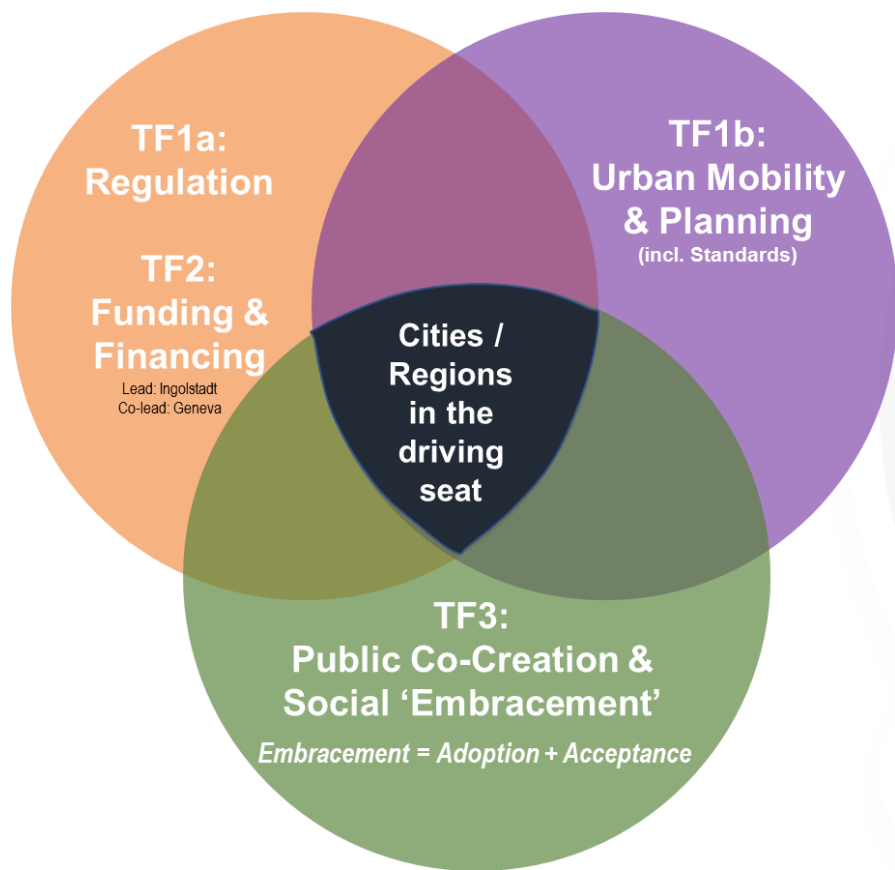 TF1a:
Regulation
TF2:
Funding &
Financing
Lead: Ingolstadt
Co-lead: Geneva
TF1b:
Urban Mobility
& Planning
(incl. Standards)
Cities /
Regions
in the
driving
seat
TF3:
Public Co-Creation &
Social ‘Embracement’
Embracement = Adoption + Acceptance